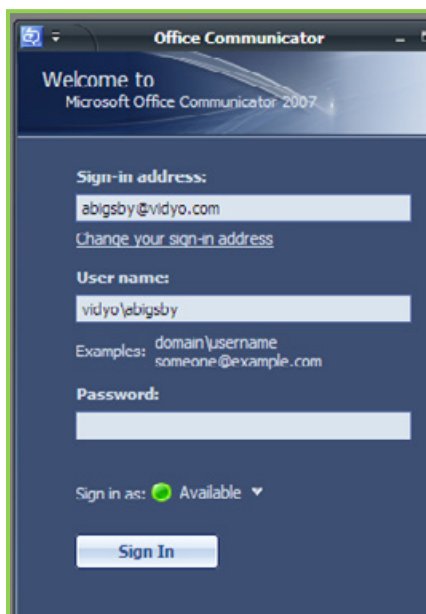 Office Communicator
Welcome to
Microsoft Office Communicator 2007
Sign-in address:
abigsby@vidyo.com
Change your sign-in address
User name:
vidyo\abigsby
Examples: domain\username
someone@example.com
Password:
Sign in as: Available
Sign In